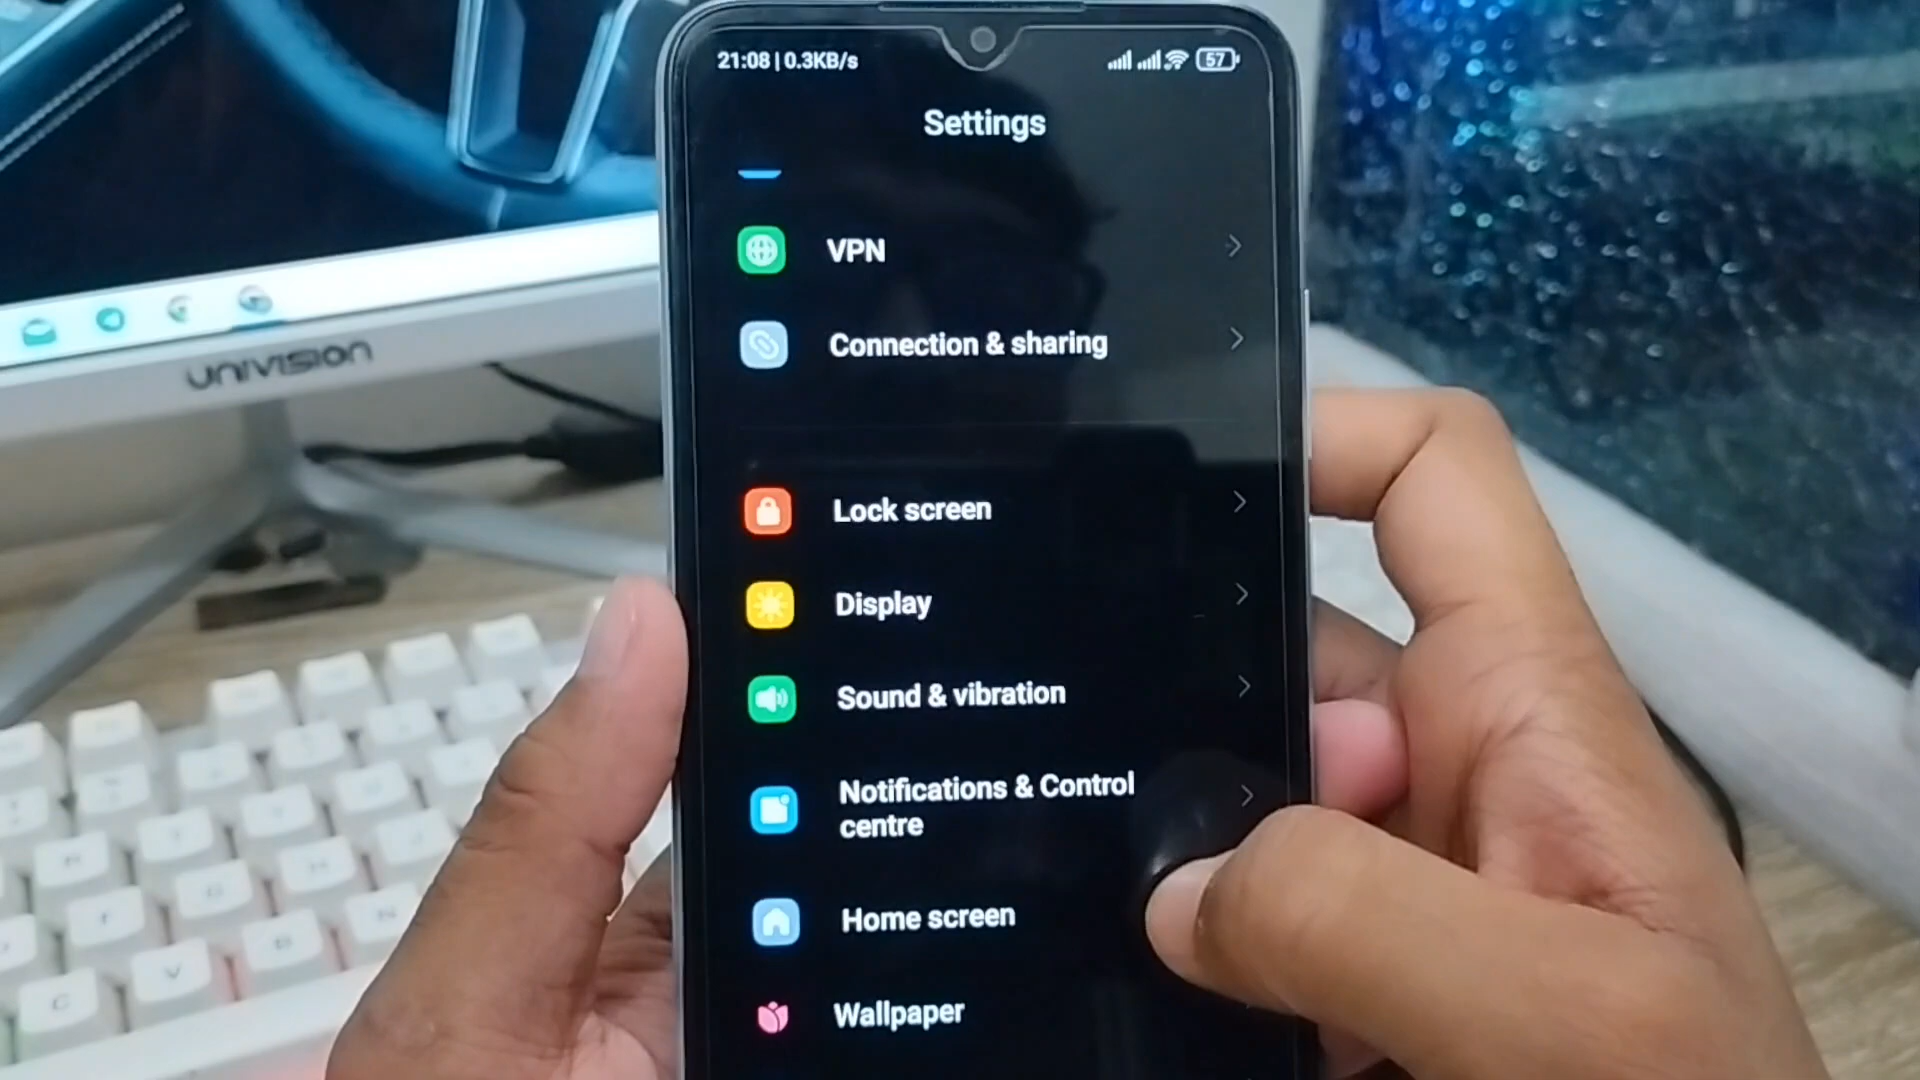 21:08 | 0.3KB/s
57
Settings
VPN
Connection & sharing
Lock screen
Display
Sound & vibration
Notifications & Control
centre
Home screen
Wallpaper
UNIVISION
V
C